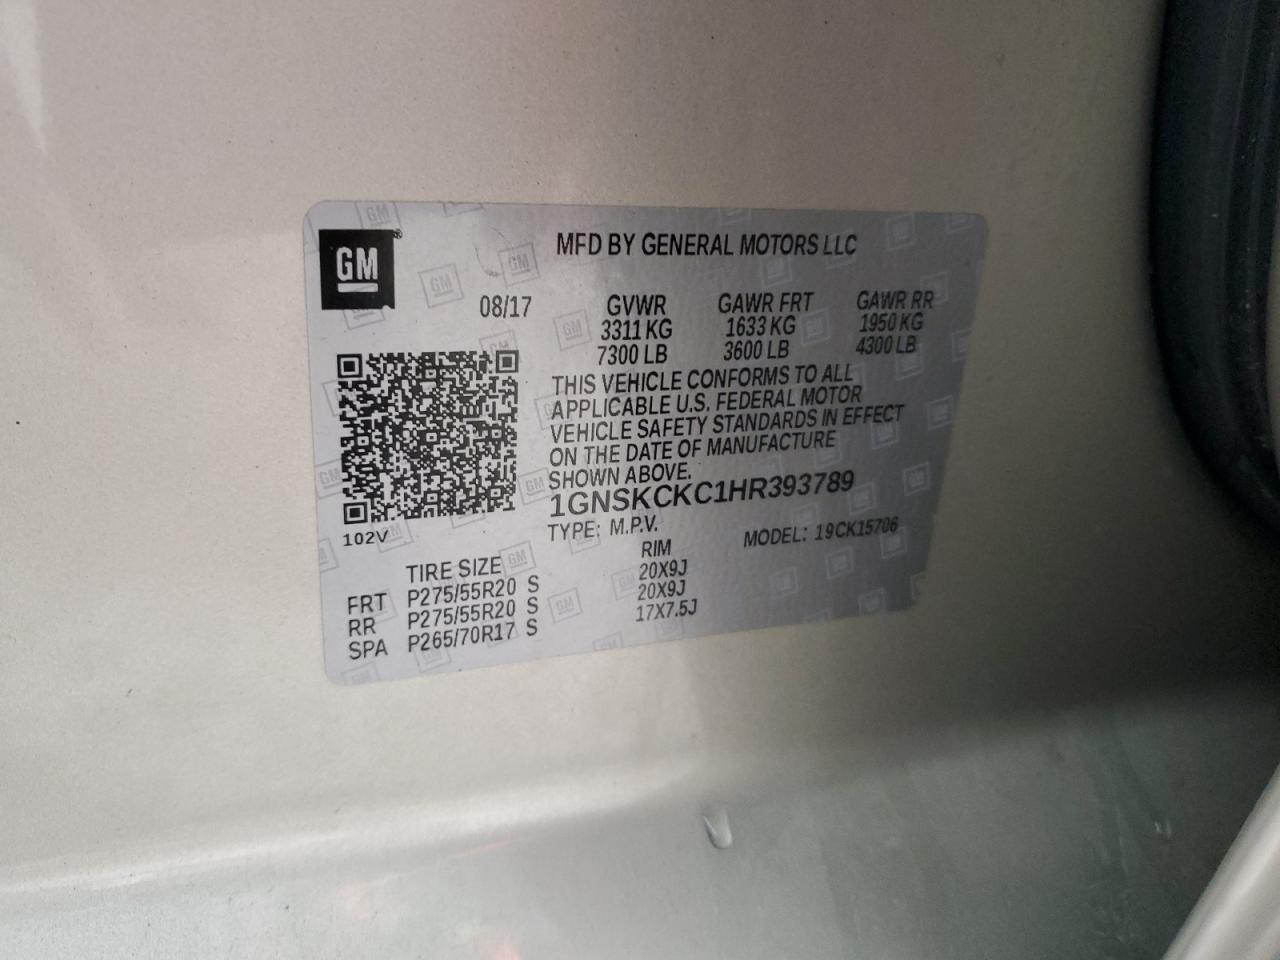 GM®
MFD BY GENERAL MOTORS LLC
08/17 GVWR GAWR FRT GAWR RR
3311 KG 1633 KG 1950 KG
7300 LB 3600 LB 4300 LB
THIS VEHICLE CONFORMS TO ALL
APPLICABLE U.S. FEDERAL MOTOR
VEHICLE SAFETY STANDARDS IN EFFECT
ON THE DATE OF MANUFACTURE
SHOWN ABOVE.
1GNSKCKC1HR393789
102V
TYPE: M.P.V. MODEL: 19CK15706
TIRE SIZE RIM
FRT P275/55R20 S 20X9J
RR P275/55R20 S 20X9J
SPA P265/70R17 S 17X7.5J